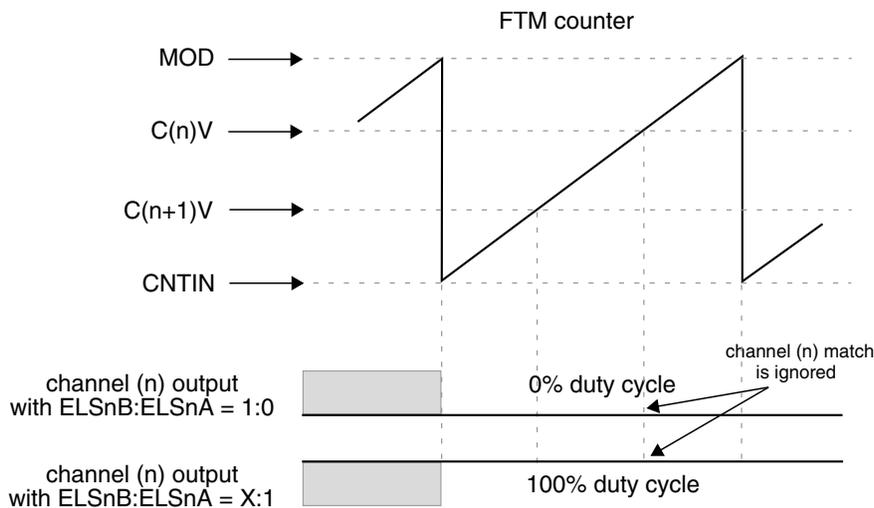 FTM counter
MOD
C(n)V
C(n+1)V
CNTIN
channel (n) match
is ignored
channel (n) output
with ELSnB:ELSnA = 1:0
0% duty cycle
channel (n) output
with ELSnB:ELSnA = X:1
100% duty cycle